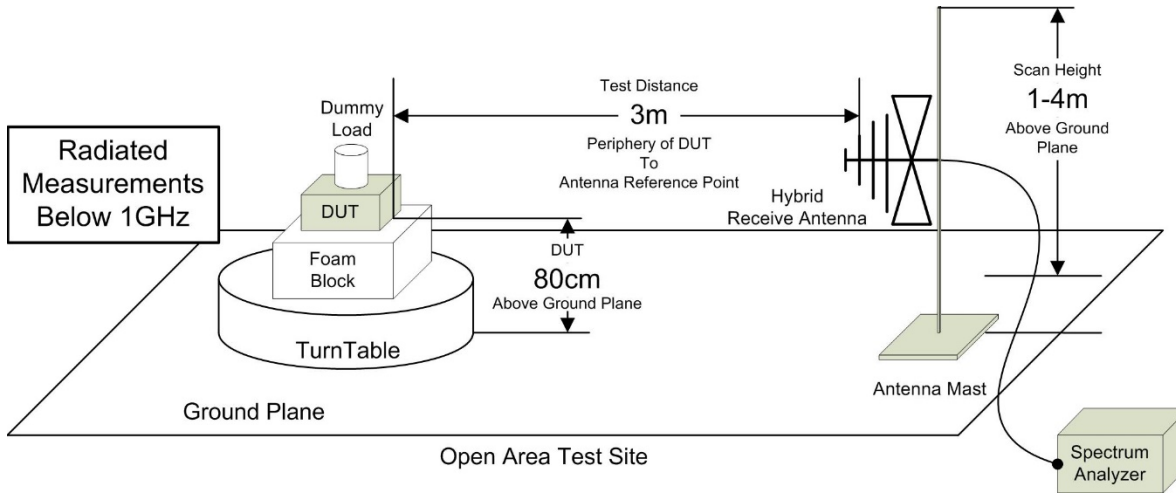 Radiated
Measurements
Below 1GHz
Dummy
Load
DUT
Foam
Block
TurnTable
Ground Plane
Test Distance
3m
Periphery of DUT
To
Antenna Reference Point
DUT
80cm
Above Ground Plane
Hybrid
Receive Antenna
Scan Height
1-4m
Above Ground
Plane
Antenna Mast
Open Area Test Site
Spectrum
Analyzer